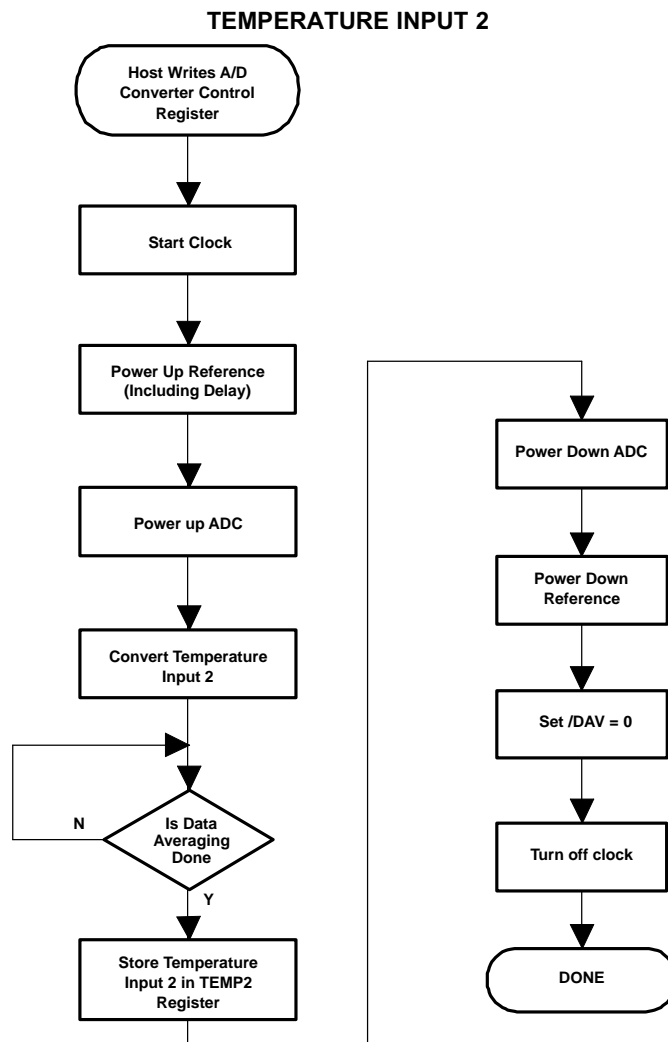 TEMPERATURE INPUT 2
Host Writes A/D
Converter Control
Register
Start Clock
Power Up Reference
(Including Delay)
Power up ADC
Convert Temperature
Input 2
N
Is Data
Averaging
Done
Y
Store Temperature
Input 2 in TEMP2
Register
Power Down ADC
Power Down
Reference
Set /DAV = 0
Turn off clock
DONE